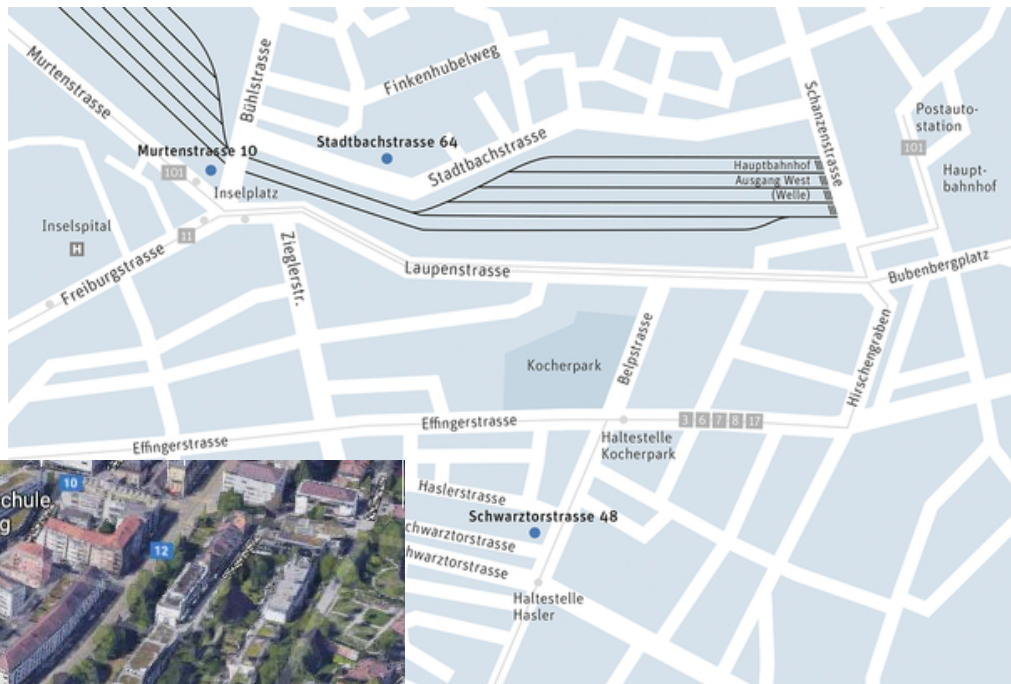 Murtenstrasse
Bühlstrasse
Finkenhubelweg
Schanzenstrasse
Postauto-
station
101
Haupt-
bahnhof
Murtenstrasse 10
101
Stadtbachstrasse 64
Stadtbachstrasse
Hauptbahnhof
Ausgang West
(Welle)
Inselplatz
Inselspital
H
11
Freiburgstrasse
Zieglerstr.
Laupenstrasse
Bubenbergplatz
Kocherpark
Belpstrasse
Hirschengraben
Effingerstrasse
Effingerstrasse
3 6 7 8 17
Haltestelle
Kocherpark
Haslerstrasse
Schwarztorstrasse 48
chwarztorstrasse
hwarztorstrasse
Haltestelle
Hasler
10
chule
g
12